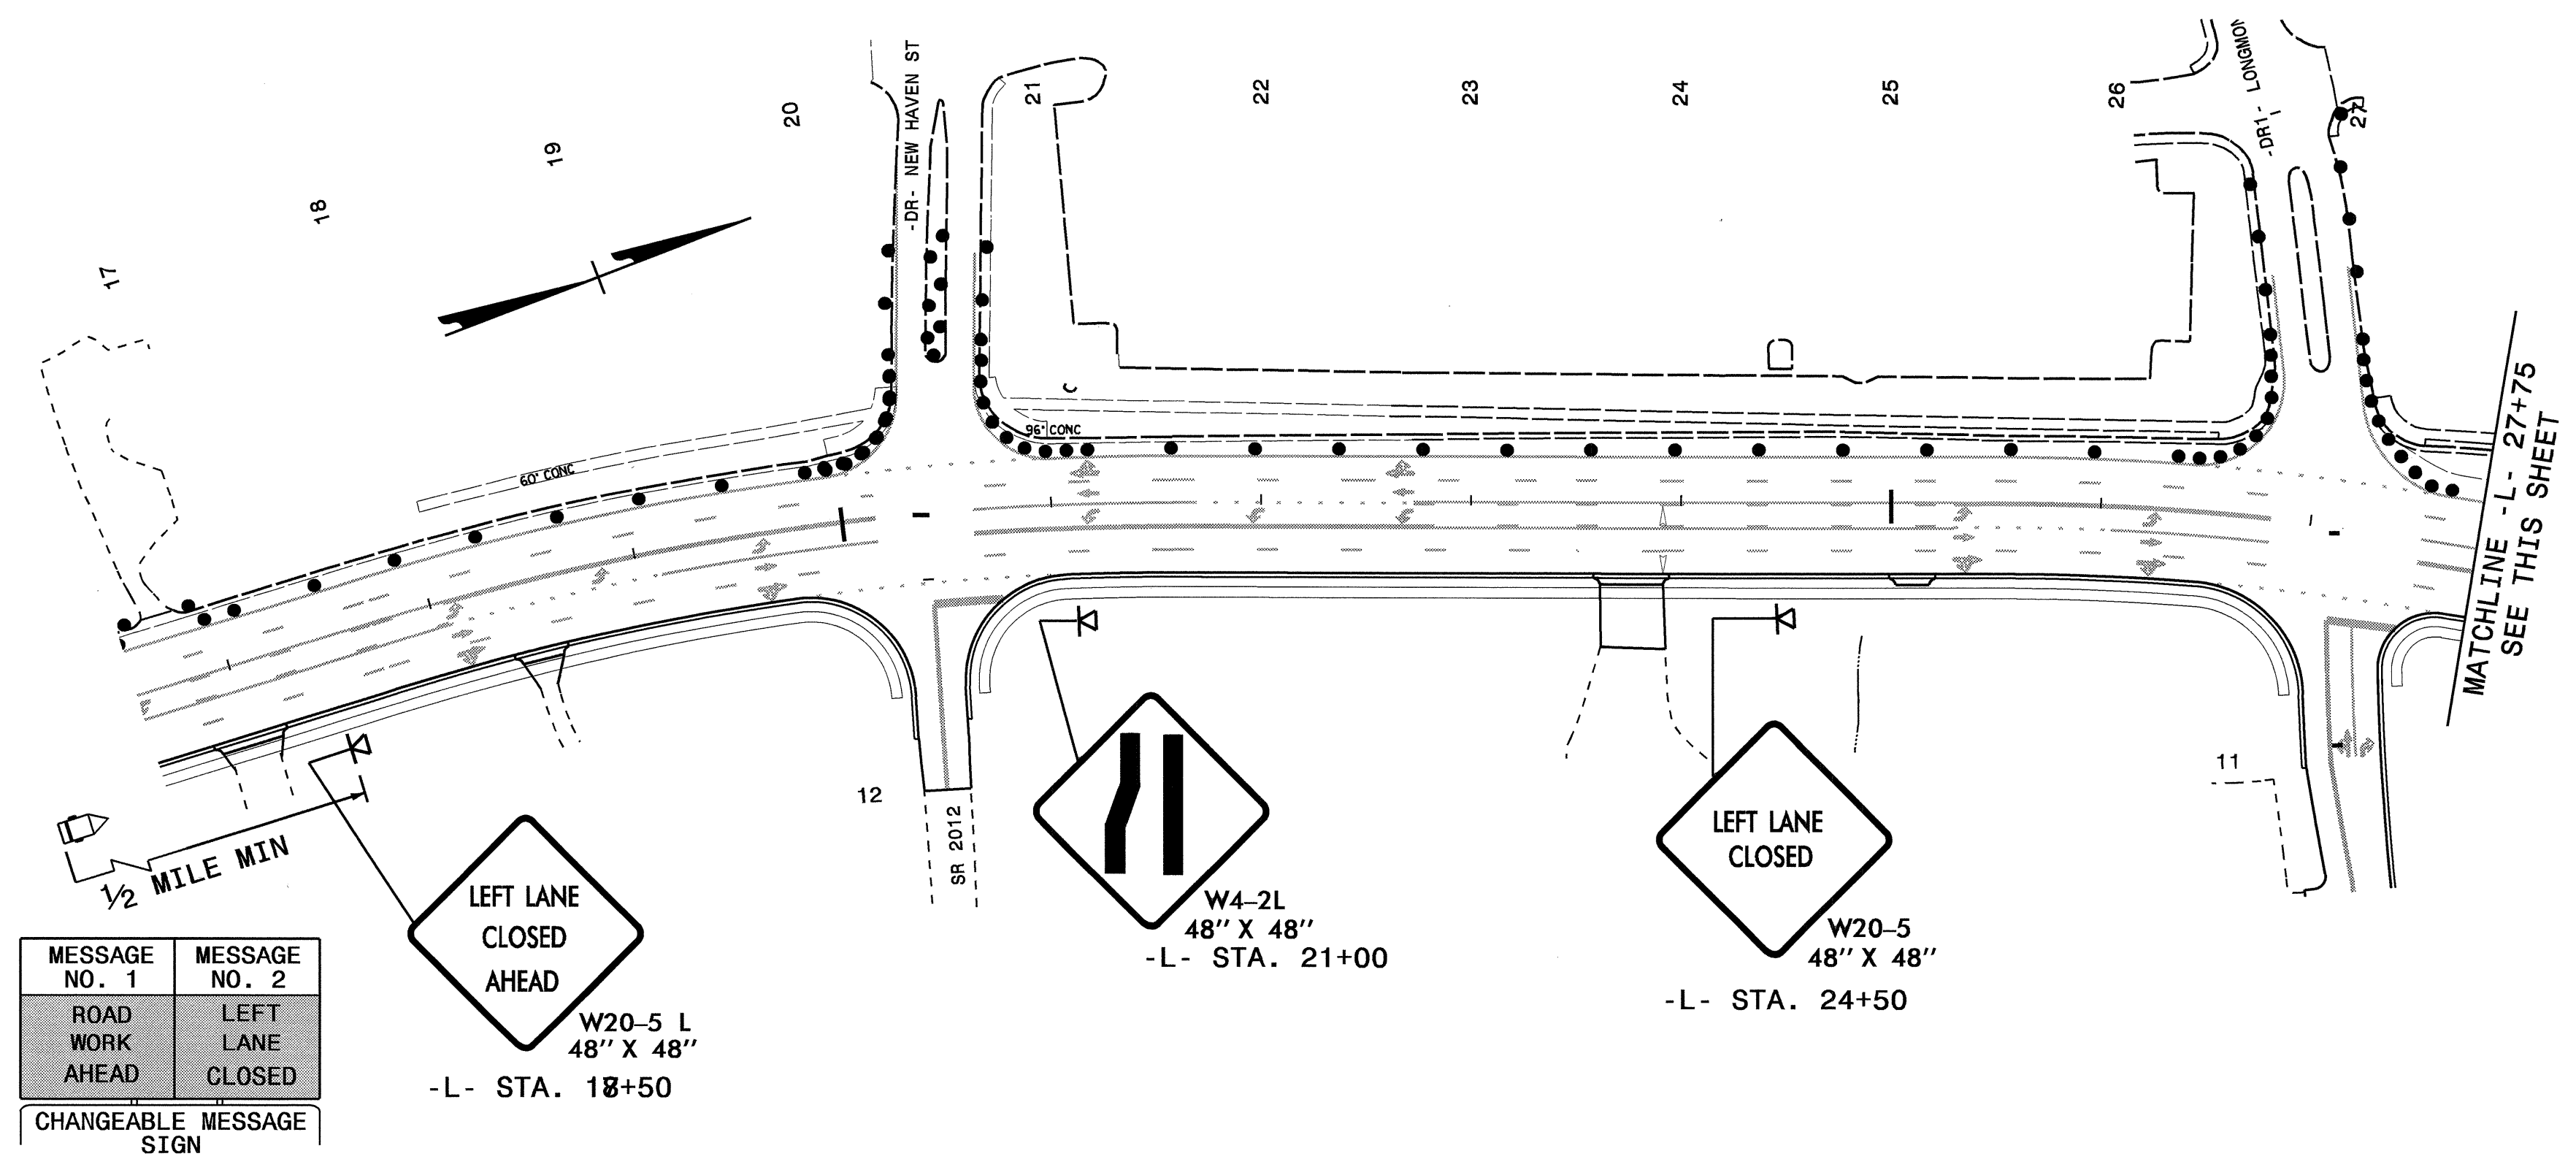 17
18
19
20
-DR- NEW HAVEN ST
21
22
23
24
25
26
-DR1- LONGMON
27
60" CONC
96" CONC
MATCHLINE -L- 27+75
SEE THIS SHEET
1/2 MILE MIN
12
SR 2012
11
LEFT LANE
CLOSED
AHEAD
W20-5 L
48" X 48"
-L- STA.
W4-2L
48" X 48"
-L- STA. 21+00
LEFT LANE
CLOSED
W20-5
48" X 48"
-L- STA. 24+50
MESSAGE
NO. 1
MESSAGE
NO. 2
ROAD
WORK
AHEAD
LEFT
LANE
CLOSED
CHANGEABLE MESSAGE
SIGN